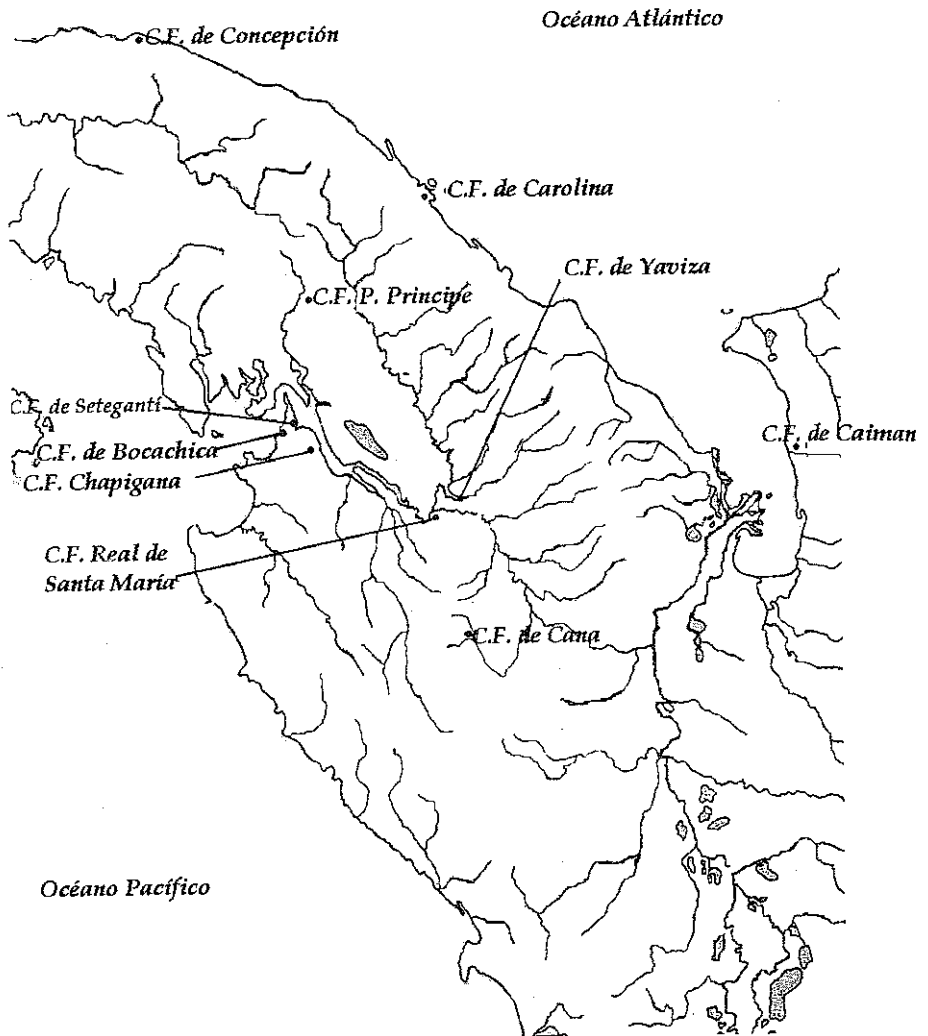 Océano Atlántico
C.F. de Concepción
C.F. de Carolina
C.F. de Yaviza
C.F. P. Principe
C.F. de Setegantí
C.F. de Caiman
C.F. de Bocachica
C.F. Chapigana
C.F. Real de
Santa María
C.F. de Cana
Océano Pacífico